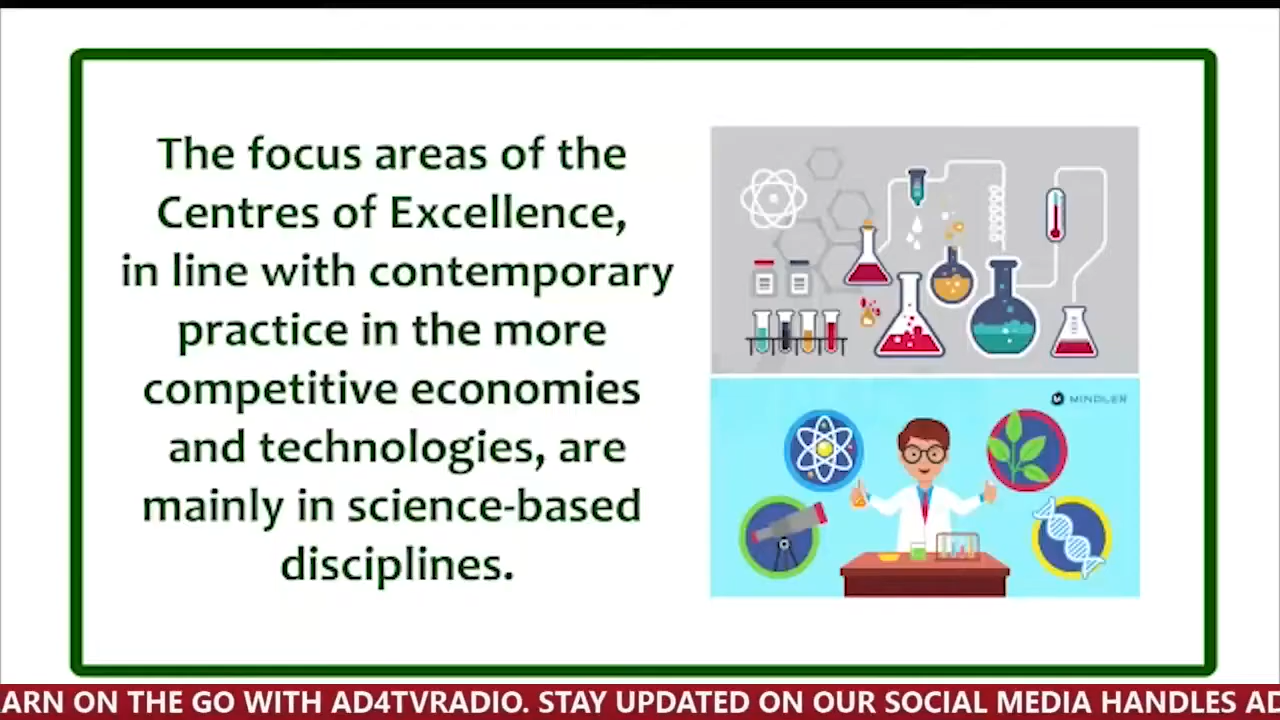 The focus areas of the
Centres of Excellence,
in line with contemporary
practice in the more
competitive economies
and technologies, are
mainly in science-based
disciplines.
MINDLER
ARN ON THE GO WITH AD4TVRADIO. STAY UPDATED ON OUR SOCIAL MEDIA HANDLES AD